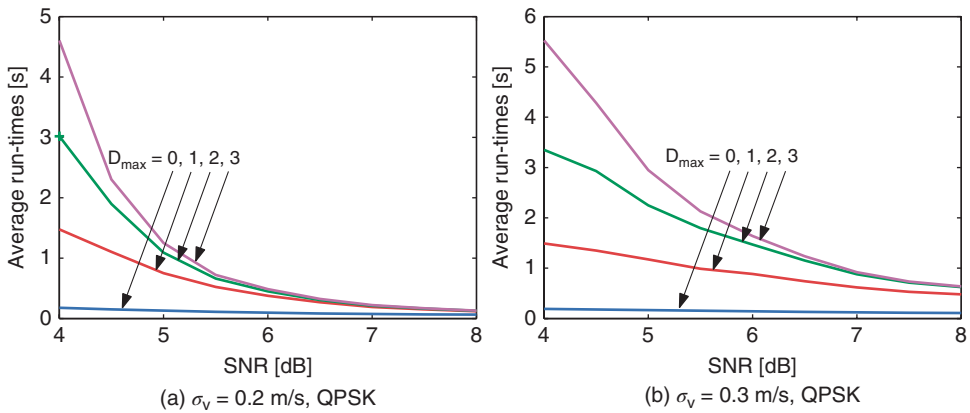 Average run-times [s]
5
4
3
2
1
0
D_max = 0, 1, 2, 3
4 5 6 7 8
SNR [dB]
(a) σ_v = 0.2 m/s, QPSK
Average run-times [s]
6
5
4
3
2
1
0
D_max = 0, 1, 2, 3
4 5 6 7 8
SNR [dB]
(b) σ_v = 0.3 m/s, QPSK